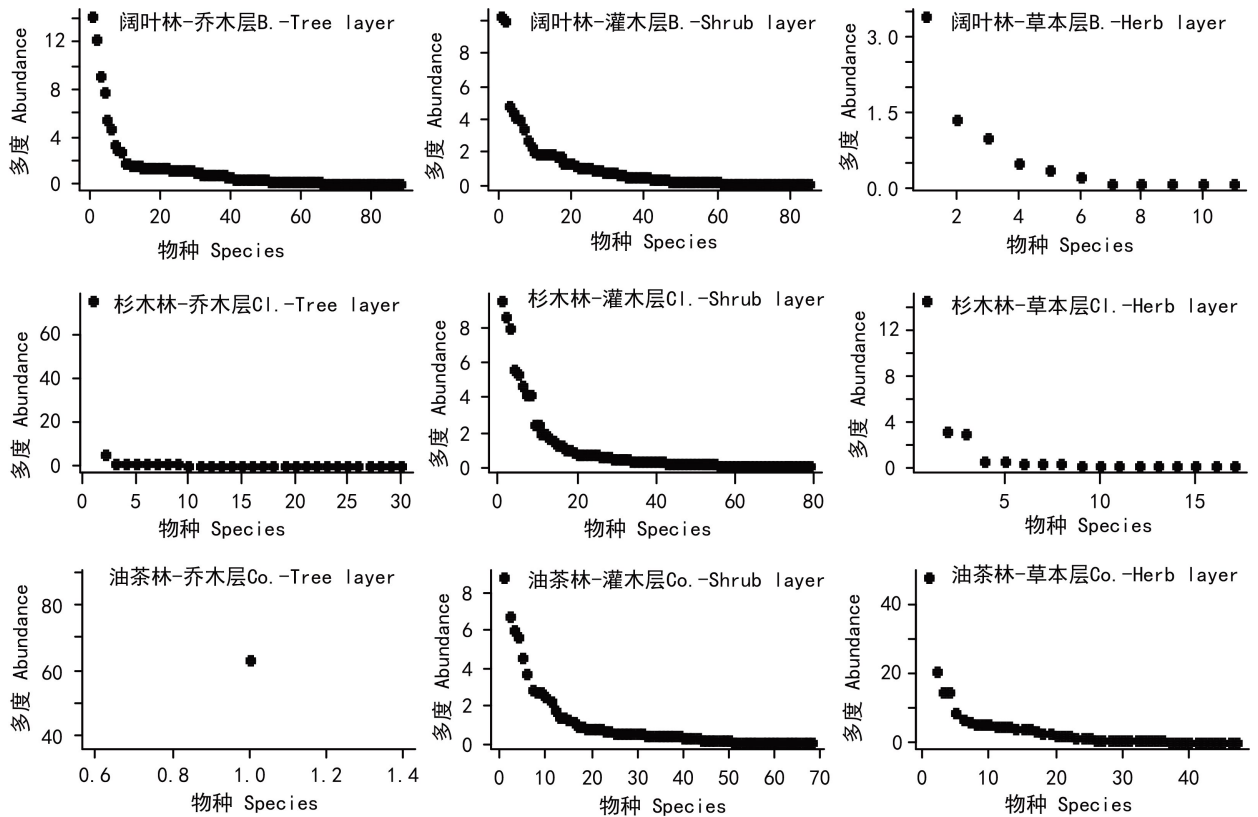 阔叶林-乔木层B.-Tree layer
多度 Abundance
12
8
4
0
0 20 40 60 80
物种 Species
阔叶林-灌木层B.-Shrub layer
多度 Abundance
8
6
4
2
0
0 20 40 60 80
物种 Species
阔叶林-草本层B.-Herb layer
多度 Abundance
3.0
1.5
0.0
2 4 6 8 10
物种 Species
杉木林-乔木层Cl.-Tree layer
多度 Abundance
60
40
20
0
0 5 10 15 20 25 30
物种 Species
杉木林-灌木层Cl.-Shrub layer
多度 Abundance
8
6
4
2
0
0 20 40 60 80
物种 Species
杉木林-草本层Cl.-Herb layer
多度 Abundance
12
8
4
0
5 10 15
物种 Species
油茶林-乔木层Co.-Tree layer
多度 Abundance
80
60
40
0.6 0.8 1.0 1.2 1.4
物种 Species
油茶林-灌木层Co.-Shrub layer
多度 Abundance
8
6
4
2
0
0 10 20 30 40 50 60 70
物种 Species
油茶林-草本层Co.-Herb layer
多度 Abundance
40
20
0
0 10 20 30 40
物种 Species